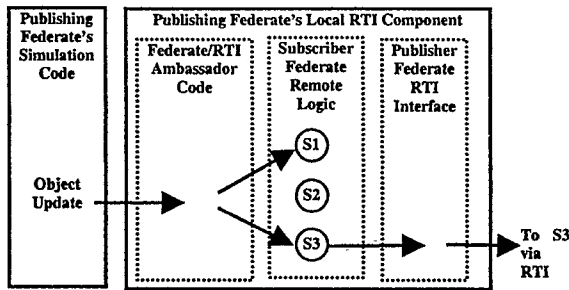 Publishing
Federate's
Simulation
Code
Object
Update
Publishing Federate's Local RTI Component
Federate/RTI
Ambassador
Code
Subscriber
Federate
Remote
Logic
S1
S2
S3
Publisher
Federate
RTI
Interface
To S3
via
RTI